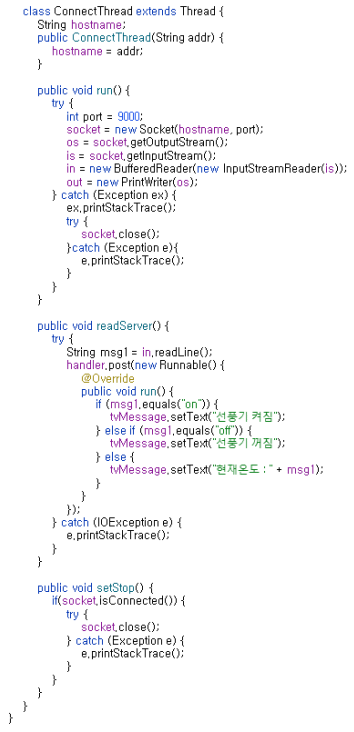 class ConnectThread extends Thread {
String hostname;
public ConnectThread(String addr) {
hostname = addr;
}
public void run() {
try {
int port = 9000;
socket = new Socket(hostname, port);
os = socket.getOutputStream();
is = socket.getInputStream();
in = new BufferedReader(new InputStreamReader(is));
out = new PrintWriter(os);
} catch (Exception ex) {
ex.printStackTrace();
try {
socket.close();
}catch (Exception e){
e.printStackTrace();
}
}
}
public void readServer() {
try {
String msg1 = in.readLine();
handler.post(new Runnable() {
@Override
public void run() {
if (msg1.equals("on")) {
tvMessage.setText("선풍기 켜짐");
} else if (msg1.equals("off")) {
tvMessage.setText("선풍기 꺼짐");
} else {
tvMessage.setText("현재온도 : " + msg1);
}
}
});
} catch (IOException e) {
e.printStackTrace();
}
}
public void setStop() {
if(socket.isConnected()) {
try {
socket.close();
} catch (Exception e) {
e.printStackTrace();
}
}
}
}
}